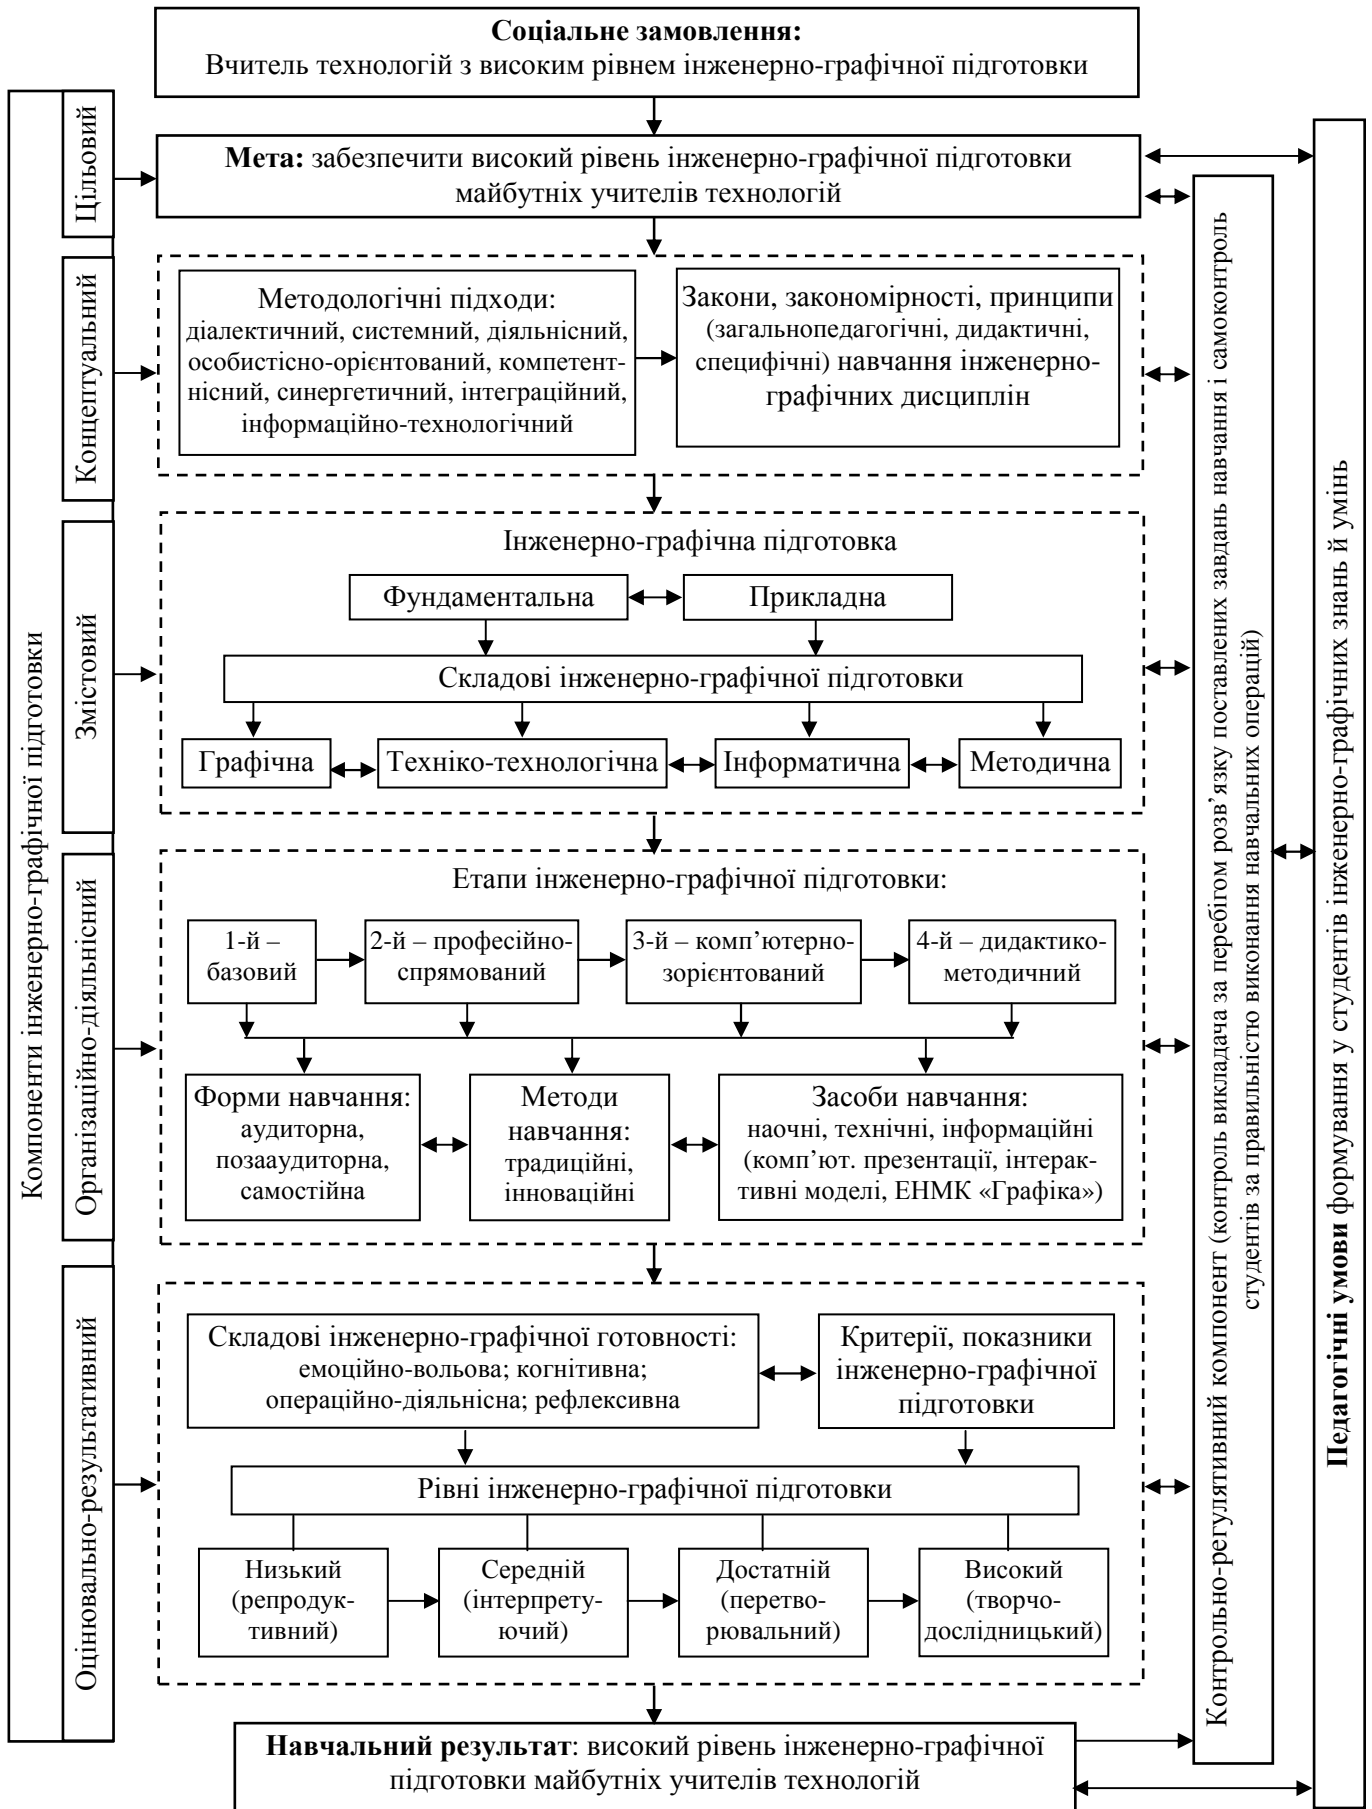 Соціальне замовлення:
Вчитель технологій з високим рівнем інженерно-графічної підготовки
Компоненти інженерно-графічної підготовки
Цільовий
Мета: забезпечити високий рівень інженерно-графічної підготовки
майбутніх учителів технологій
Концептуальний
Методологічні підходи:
діалектичний, системний, діяльнісний,
особистісно-орієнтований, компетент-
нісний, синергетичний, інтеграційний,
інформаційно-технологічний
Закони, закономірності, принципи
(загальнопедагогічні, дидактичні,
специфічні) навчання інженерно-
графічних дисциплін
Змістовий
Інженерно-графічна підготовка
Фундаментальна
Прикладна
Складові інженерно-графічної підготовки
Графічна
Техніко-технологічна
Інформатична
Методична
Організаційно-діяльнісний
Етапи інженерно-графічної підготовки:
1-й –
базовий
2-й – професійно-
спрямований
3-й – комп’ютерно-
зорієнтований
4-й – дидактико-
методичний
Форми навчання:
аудиторна,
позааудиторна,
самостійна
Методи
навчання:
традиційні,
інноваційні
Засоби навчання:
наочні, технічні, інформаційні
(комп’ют. презентації, інтерак-
тивні моделі, ЕНМК «Графіка»)
Оцінювально-результативний
Складові інженерно-графічної готовності:
емоційно-вольова; когнітивна;
операційно-діяльнісна; рефлексивна
Критерії, показники
інженерно-графічної
підготовки
Рівні інженерно-графічної підготовки
Низький
(репродук-
тивний)
Середній
(інтерпрету-
ючий)
Достатній
(перетво-
рювальний)
Високий
(творчо-
дослідницький)
Навчальний результат: високий рівень інженерно-графічної
підготовки майбутніх учителів технологій
Контрольно-регулятивний компонент (контроль викладача за перебігом розв’язку поставлених завдань навчання і самоконтроль
студентів за правильністю виконання навчальних операцій)
Педагогічні умови формування у студентів інженерно-графічних знань й умінь